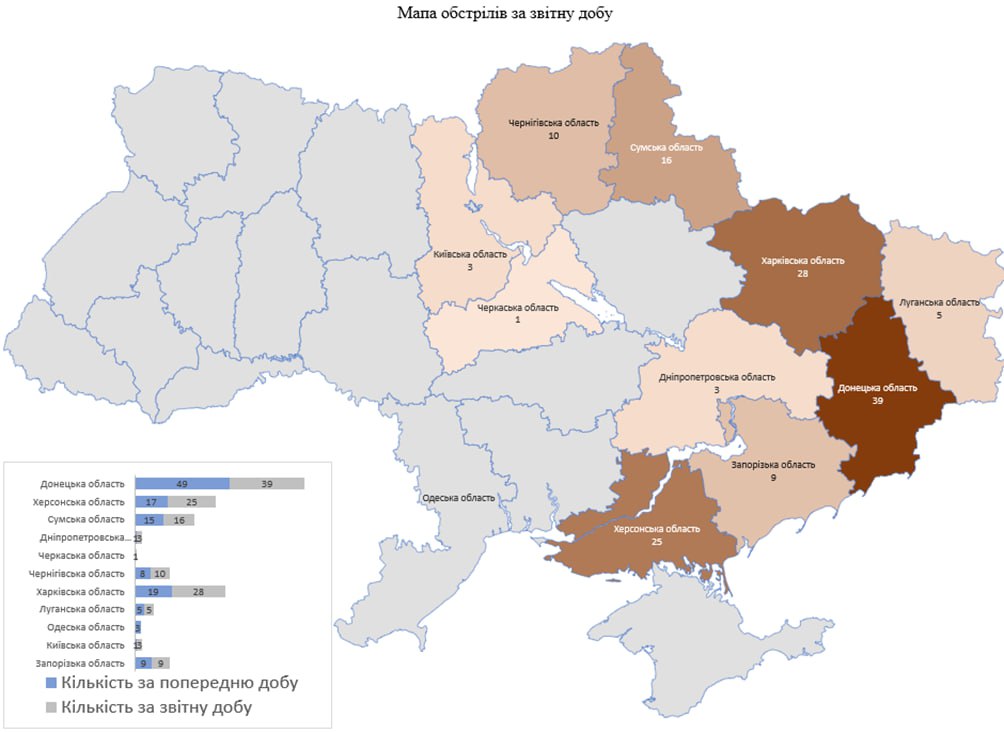 Мапа обстрілів за звітну добу
Чернігівська область
10
Сумська область
16
Київська область
3
Харківська область
28
Черкаська область
1
Луганська область
5
Дніпропетровська область
3
Донецька область
39
Запорізька область
9
Одеська область
Херсонська область
25
Донецька область 49 39
Херсонська область 17 25
Сумська область 15 16
Дніпропетровська... 1 3
Черкаська область 1
Чернігівська область 8 10
Харківська область 19 28
Луганська область 5 5
Одеська область 3
Київська область 1 3
Запорізька область 9 9
Кількість за попередню добу
Кількість за звітну добу